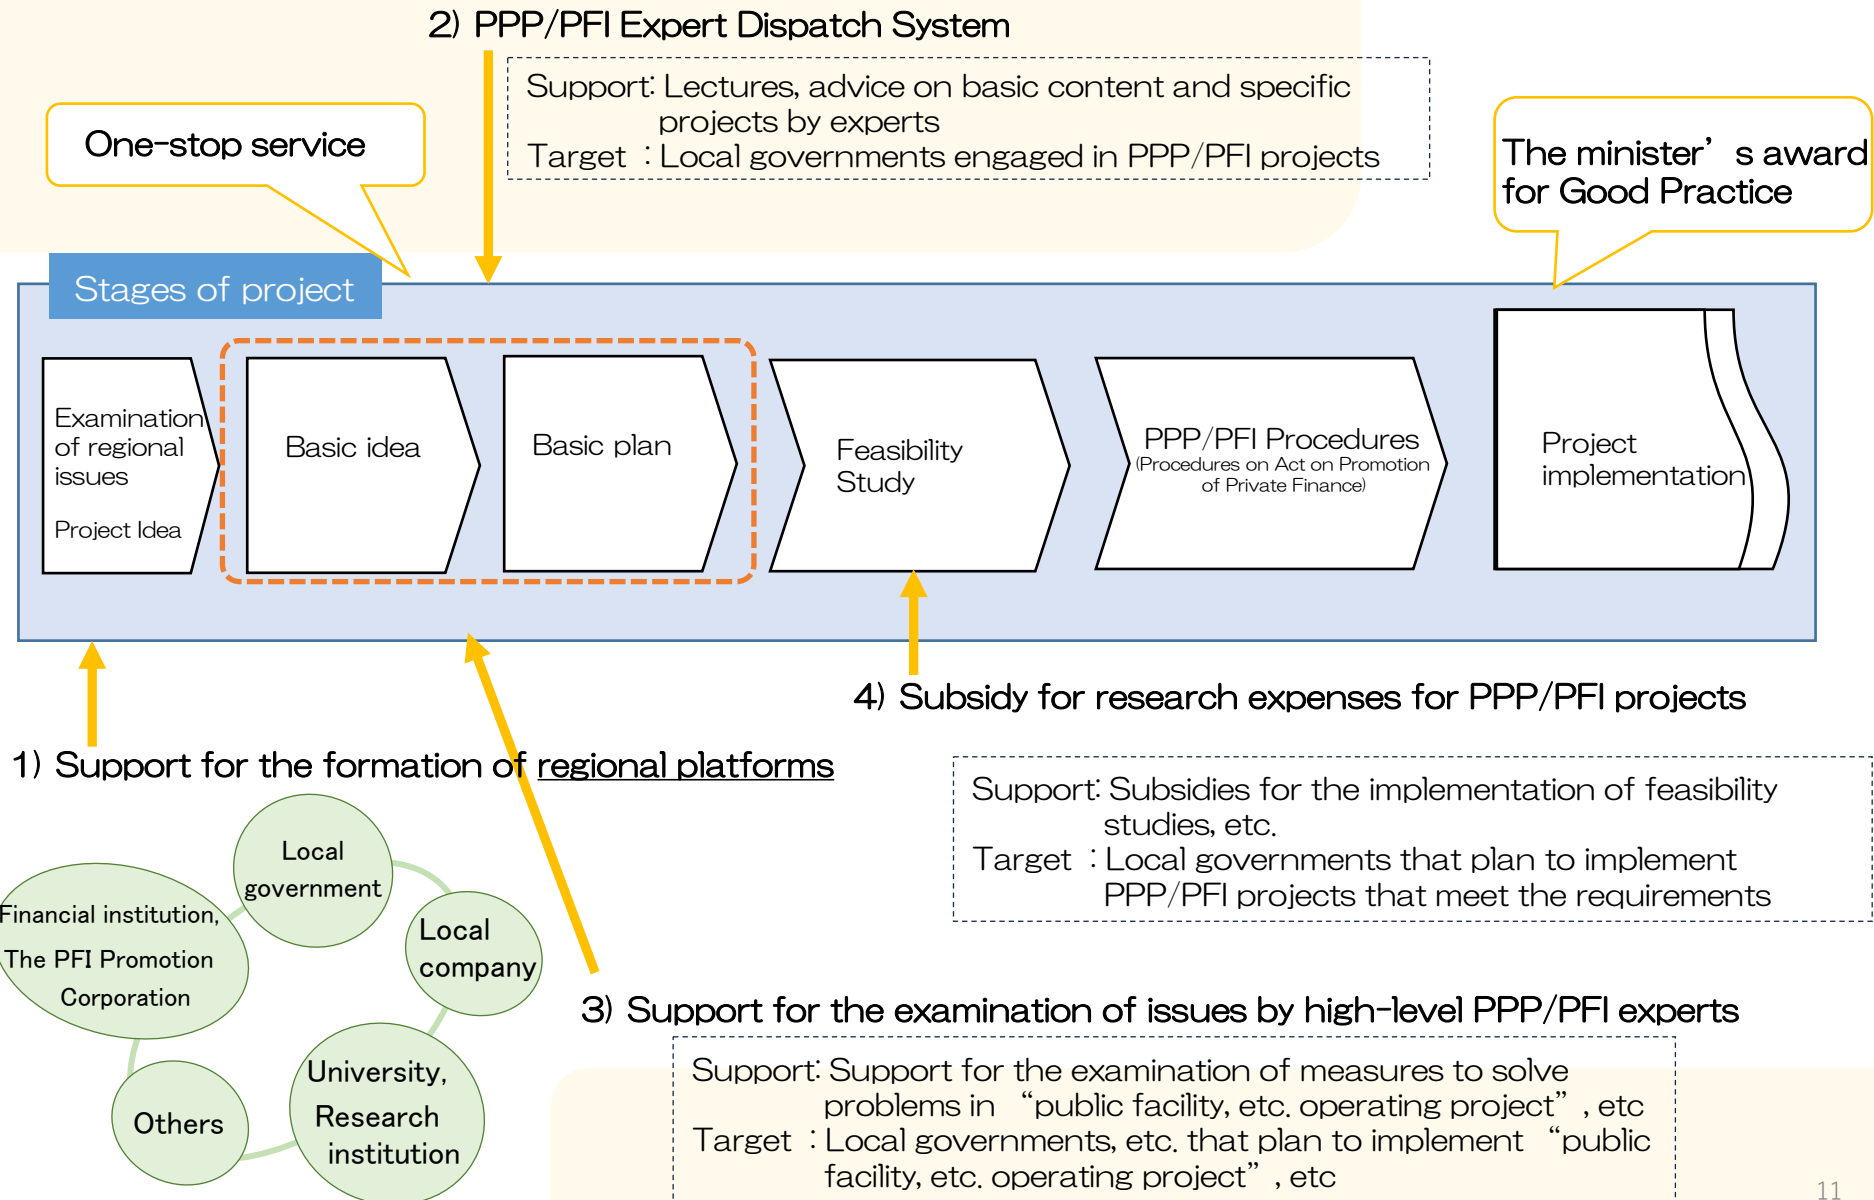 2) PPP/PFI Expert Dispatch System
Support: Lectures, advice on basic content and specific
projects by experts
Target : Local governments engaged in PPP/PFI projects
One-stop service
The minister’s award
for Good Practice
Stages of project
Examination
of regional
issues
Project Idea
Basic idea
Basic plan
Feasibility
Study
PPP/PFI Procedures
(Procedures on Act on Promotion
of Private Finance)
Project
implementation
4) Subsidy for research expenses for PPP/PFI projects
Support: Subsidies for the implementation of feasibility
studies, etc.
Target : Local governments that plan to implement
PPP/PFI projects that meet the requirements
1) Support for the formation of regional platforms
Local
government
Financial institution,
The PFI Promotion
Corporation
Local
company
University,
Research
institution
Others
3) Support for the examination of issues by high-level PPP/PFI experts
Support: Support for the examination of measures to solve
problems in “public facility, etc. operating project”, etc
Target : Local governments, etc. that plan to implement “public
facility, etc. operating project”, etc
11